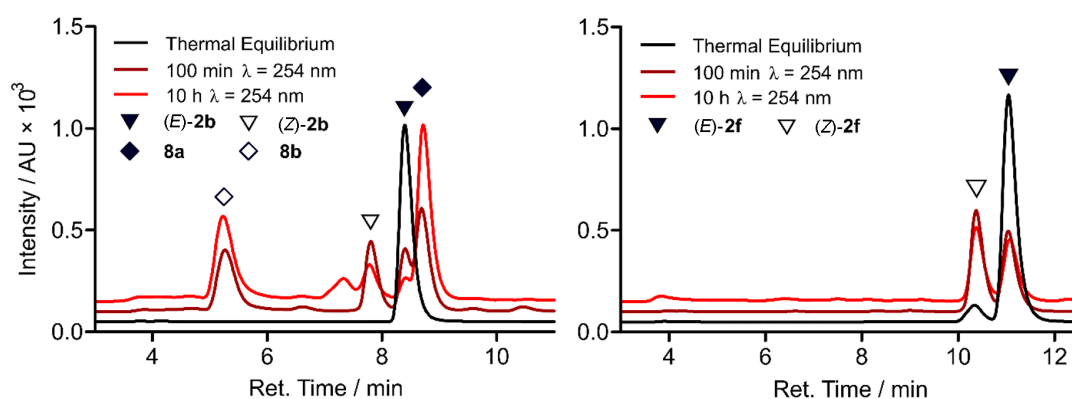 1.5
1.0
0.5
0.0
Intensity / AU × 10³
Thermal Equilibrium
100 min λ = 254 nm
10 h λ = 254 nm
(E)-2b (Z)-2b
8a 8b
4 6 8 10
Ret. Time / min
1.5
1.0
0.5
0.0
Thermal Equilibrium
100 min λ = 254 nm
10 h λ = 254 nm
(E)-2f (Z)-2f
4 6 8 10 12
Ret. Time / min